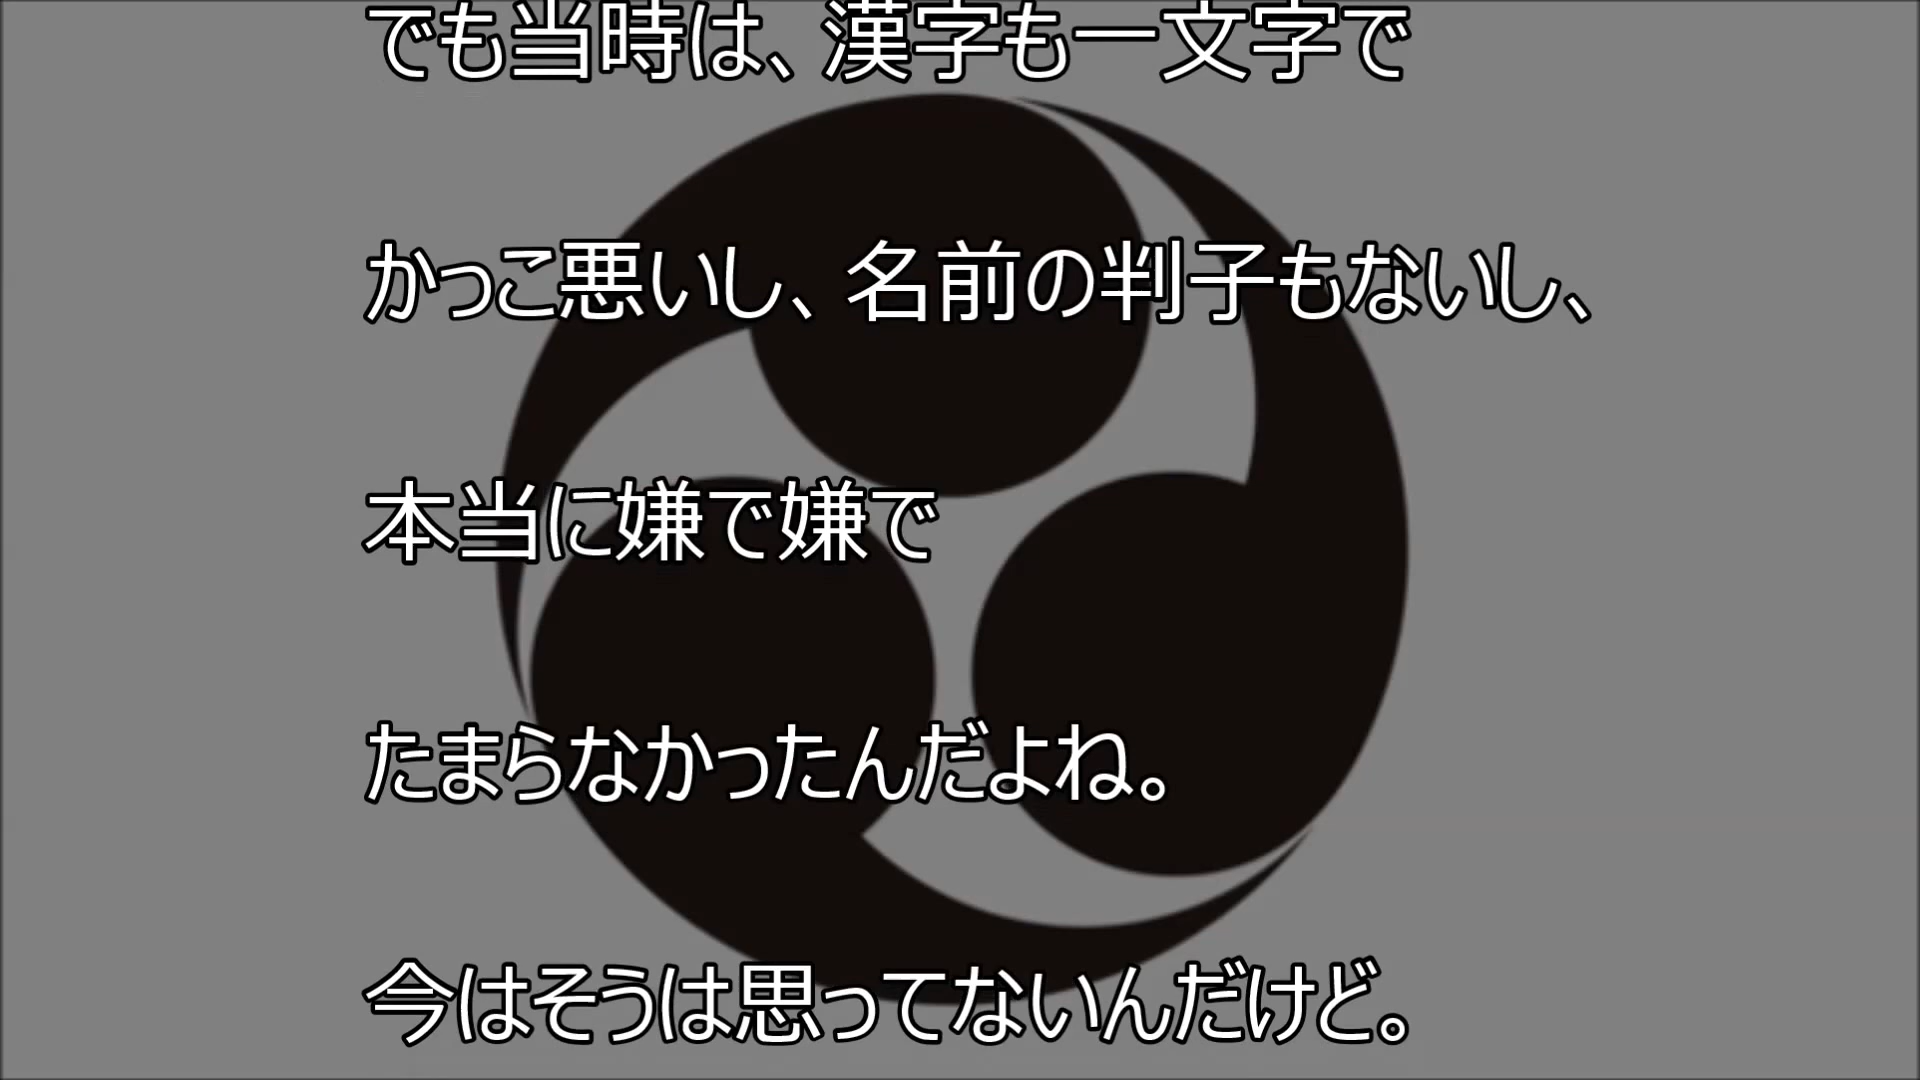 でも当時は、漢字も一文字で
かっこ悪いし、名前の判子もないし、
本当に嫌で嫌で
たまらなかったんだよね。
今はそうは思ってないんだけど。